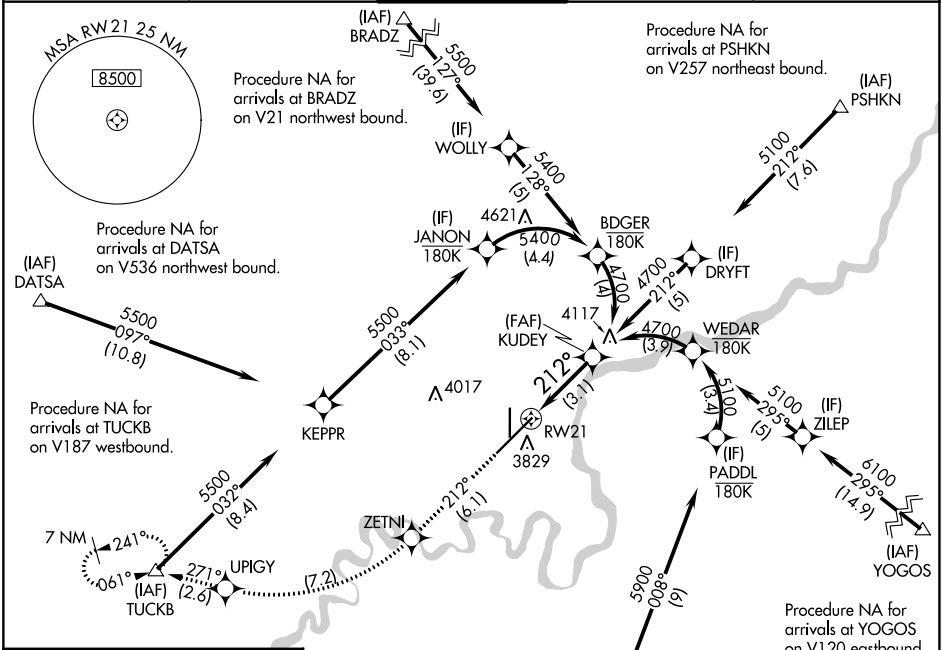 MSA RW21 25 NM
8500
(IAF)
BRADZ
5500
127°
(39.6)
Procedure NA for
arrivals at BRADZ
on V21 northwest bound.
Procedure NA for
arrivals at PSHKN
on V257 northeast bound.
(IAF)
PSHKN
5100
212°
(7.6)
(IF)
WOLLY
5400
128°
(5)
Procedure NA for
arrivals at DATSA
on V536 northwest bound.
(IF)
JANON
180K
4621
5400
(4.4)
BDGER
180K
4700
(4)
(IF)
DRYFT
4700
212°
(5)
(IAF)
DATSA
5500
097°
(10.8)
5500
033°
(8.1)
(FAF)
KUDEY
4117
4700
(3.9)
WEDAR
180K
212°
(3.1)
4017
KEPPR
RW21
3829
5100
(3.4)
(IF)
PADDL
180K
5100
295°
(5)
(IF)
ZILEP
6100
295°
(14.9)
(IAF)
YOGOS
Procedure NA for
arrivals at TUCKB
on V187 westbound.
5500
032°
(8.4)
212°
(6.1)
ZETNI
7 NM
241°
061°
(IAF)
TUCKB
271°
(2.6)
UPIGY
(7.2)
5900
008°
(9)
Procedure NA for
arrivals at YOGOS
on V120 eastbound